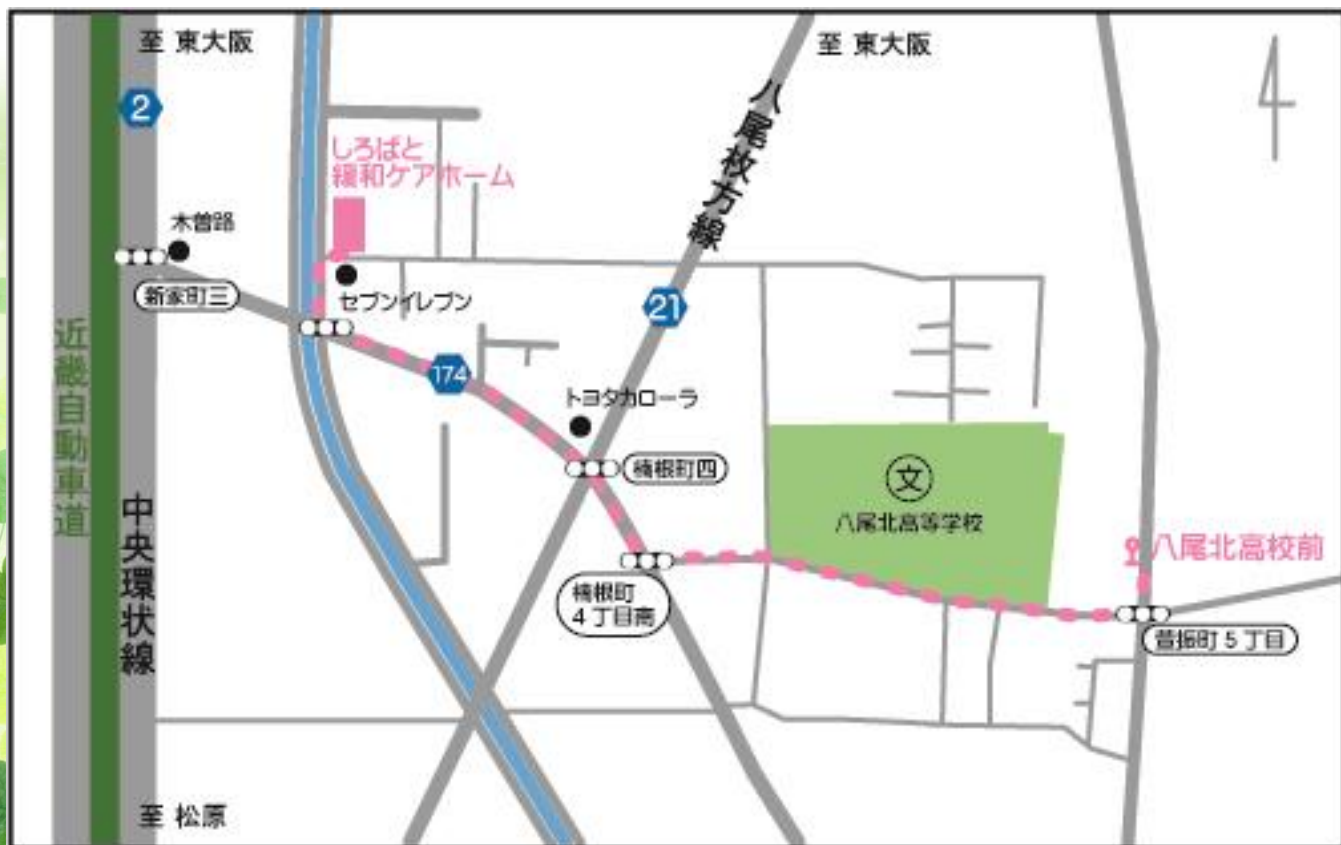 至 東大阪
至 東大阪
2
八尾枚方線
しろばと
緩和ケアホーム
木曽路
新家町三
セブンイレブン
21
近畿自動車道
174
トヨタカローラ
楠根町四
文
八尾北高等学校
中央環状線
八尾北高校前
楠根町
4丁目南
萱振町5丁目
至 松原